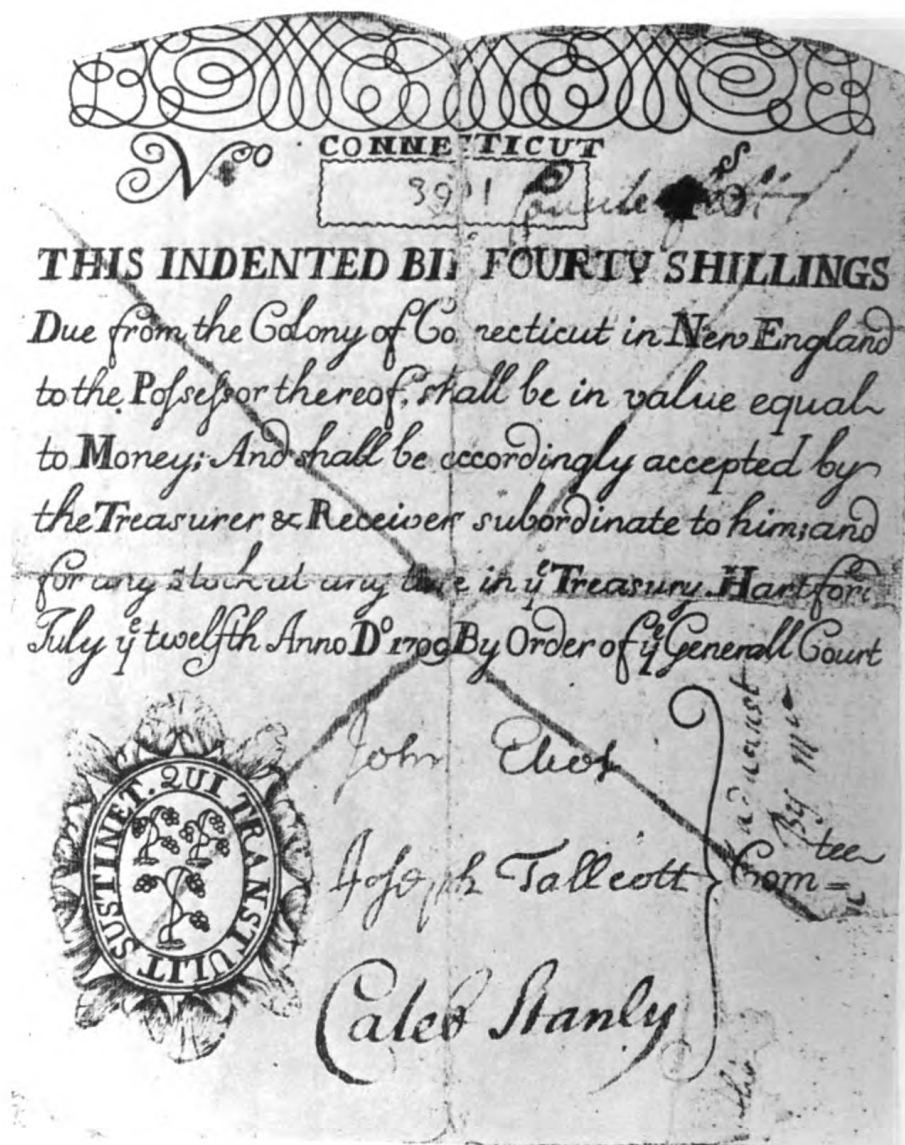 CONNECTICUT
No
3991
THIS INDENTED BIL FOURTY SHILLINGS
Due from the Colony of Co necticut in New England
to the Possessor thereof, shall be in value equal
to Money; And shall be accordingly accepted by
the Treasurer & Receiver subordinate to him; and
for any Stock at any time in yᵉ Treasury. Hartford
July yᵉ twelfth Anno Dᵒ 1709 By Order of yᵉ Generall Court
SUSTINET. QUI TRANSTULIT
John Eliot
Joseph Tallcott
Com=tee
Caleb Stanly
By me